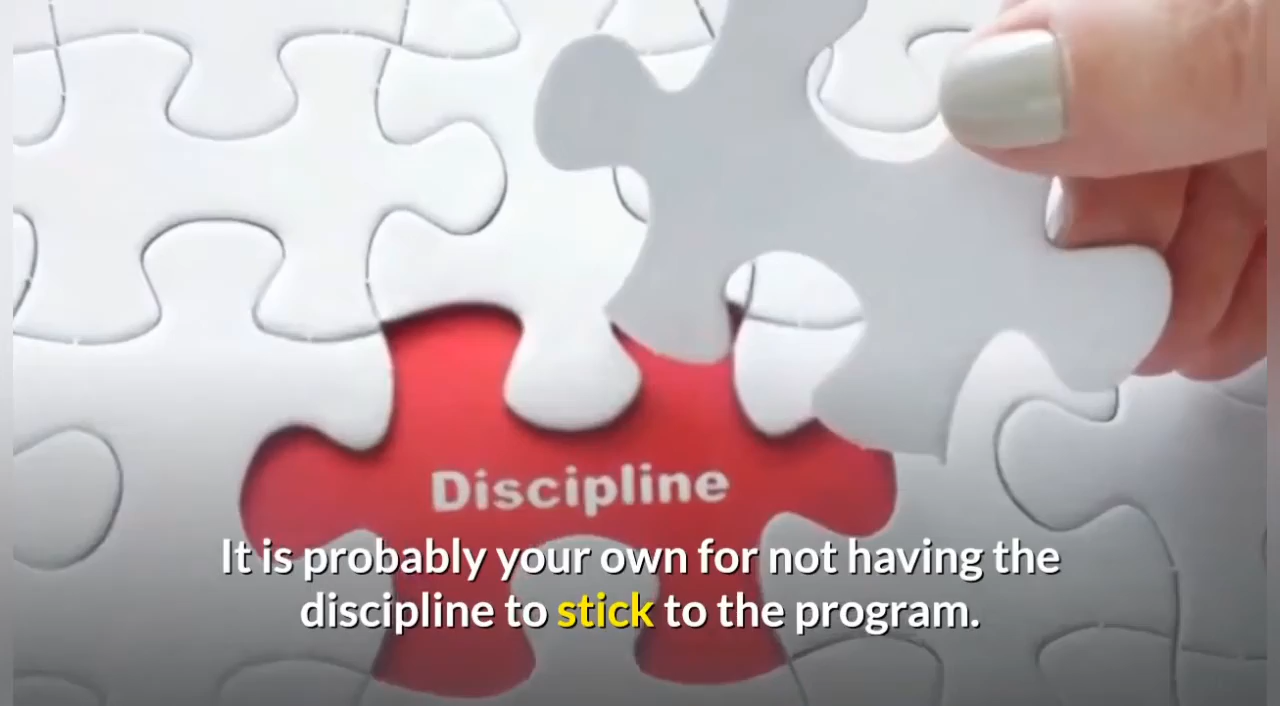 Discipline
It is probably your own for not having the
discipline to stick to the program.